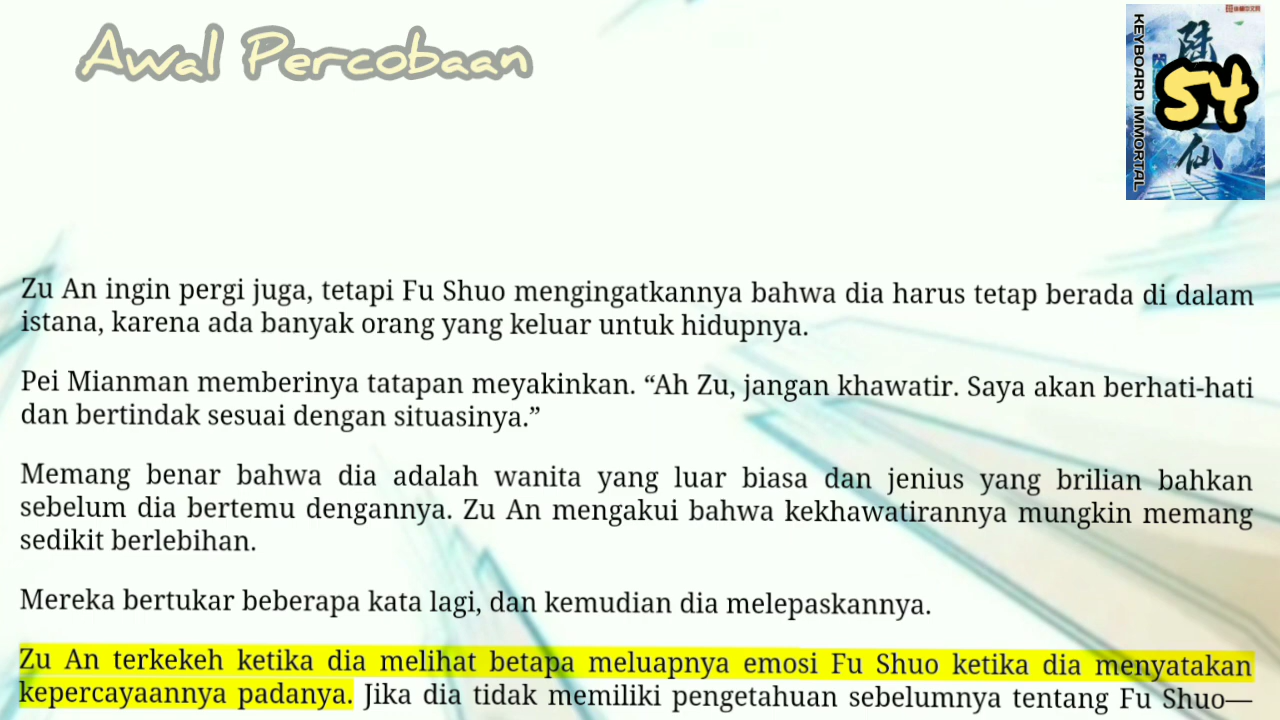 Awal Percobaan
KEYBOARD IMMORTAL
54
仙
Zu An ingin pergi juga, tetapi Fu Shuo mengingatkannya bahwa dia harus tetap berada di dalam
istana, karena ada banyak orang yang keluar untuk hidupnya.
Pei Mianman memberinya tatapan meyakinkan. “Ah Zu, jangan khawatir. Saya akan berhati-hati
dan bertindak sesuai dengan situasinya.”
Memang benar bahwa dia adalah wanita yang luar biasa dan jenius yang brilian bahkan
sebelum dia bertemu dengannya. Zu An mengakui bahwa kekhawatirannya mungkin memang
sedikit berlebihan.
Mereka bertukar beberapa kata lagi, dan kemudian dia melepaskannya.
Zu An terkekeh ketika dia melihat betapa meluapnya emosi Fu Shuo ketika dia menyatakan
kepercayaannya padanya. Jika dia tidak memiliki pengetahuan sebelumnya tentang Fu Shuo—